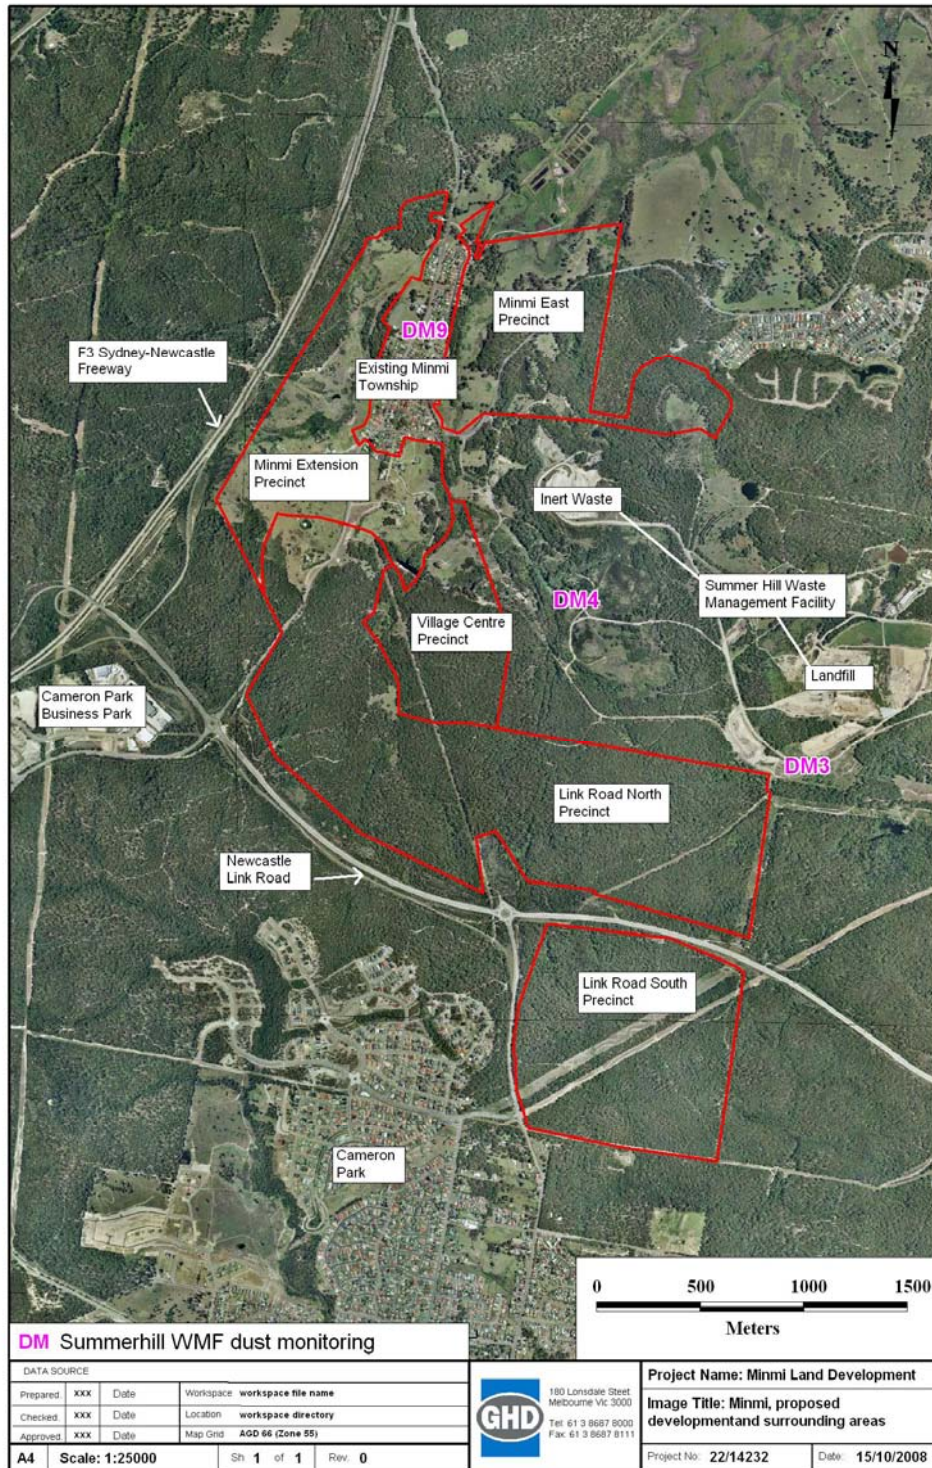 N
Minmi East
Precinct
DM9
F3 Sydney-Newcastle
Freeway
Existing Minmi
Township
Minmi Extension
Precinct
Inert Waste
DM4
Summer Hill Waste
Management Facility
Village Centre
Precinct
Landfill
Cameron Park
Business Park
DM3
Link Road North
Precinct
Newcastle
Link Road
Link Road South
Precinct
Cameron
Park
0 500 1000 1500
Meters
DM Summerhill WMF dust monitoring
DATA SOURCE
Prepared. XXX Date Workspace workspace file name
Checked. XXX Date Location workspace directory
Approved. XXX Date Map Grid AGD 66 (Zone 55)
A4 Scale: 1:25000 Sh 1 of 1 Rev. 0
GHD
180 Lonsdale Street
Melbourne Vic 3000
Tel: 61 3 8687 8000
Fax: 61 3 8687 8111
Project Name: Minmi Land Development
Image Title: Minmi, proposed
developmentand surrounding areas
Project No: 22/14232 Date: 15/10/2008